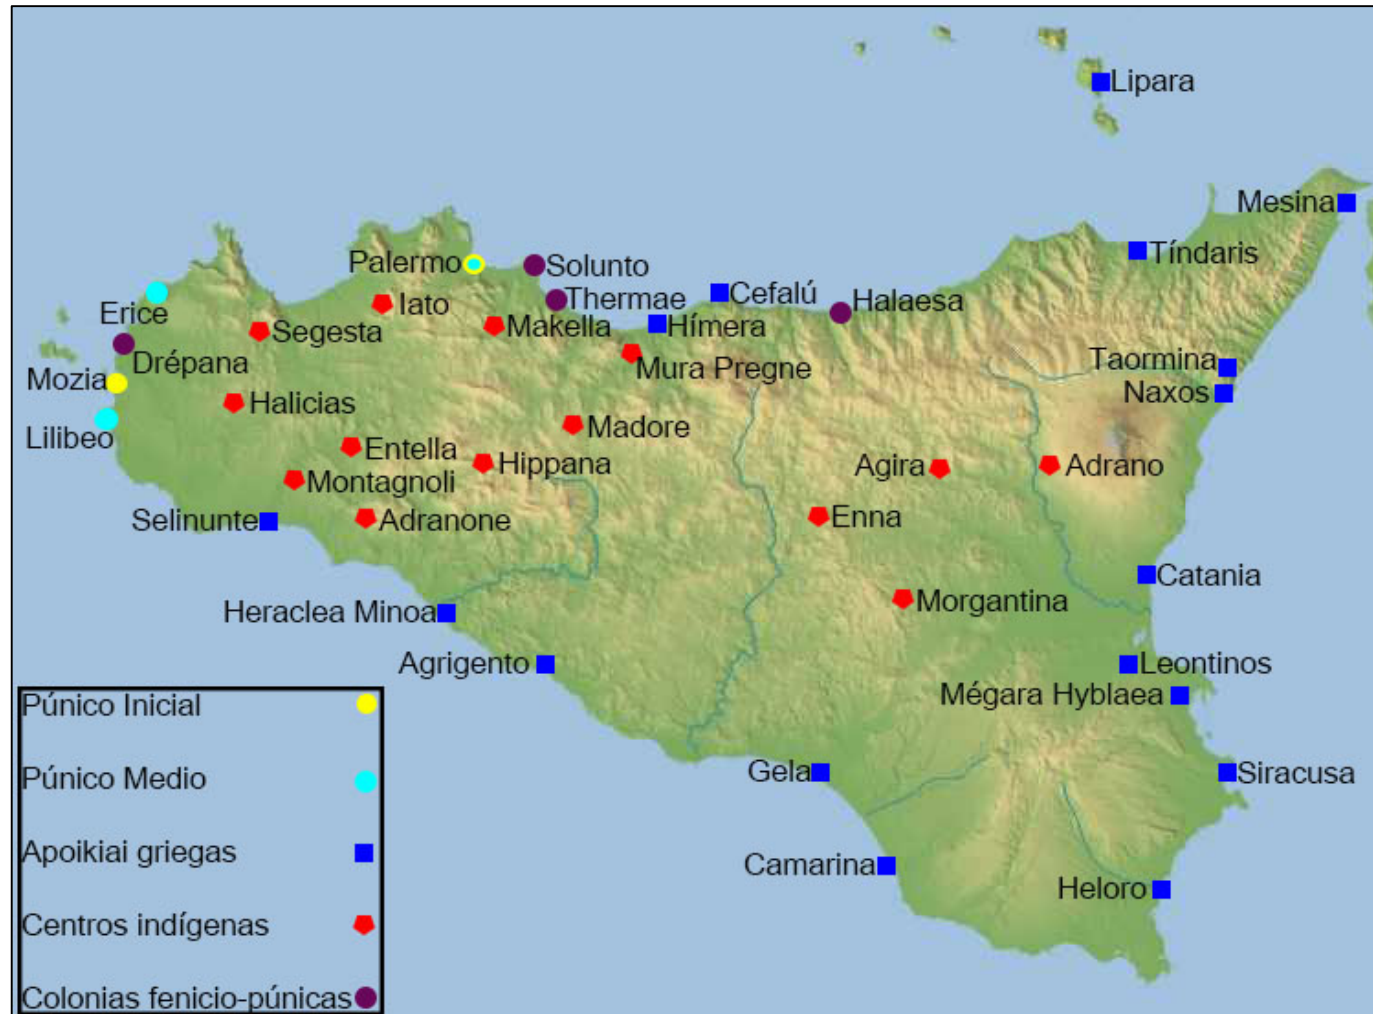 Lipara
Mesina
Tíndaris
Palermo
Solunto
Thermae
Cefalú
Halaesa
Erice
Iato
Segesta
Makella
Hímera
Drépana
Mura Pregne
Taormina
Mozia
Naxos
Halicias
Lilibeo
Madore
Entella
Hippana
Agira
Adrano
Montagnoli
Selinunte
Adranone
Enna
Catania
Morgantina
Heraclea Minoa
Agrigento
Leontinos
Mégara Hyblaea
Gela
Siracusa
Camarina
Heloro
Púnico Inicial
Púnico Medio
Apoikiai griegas
Centros indígenas
Colonias fenicio-púnicas